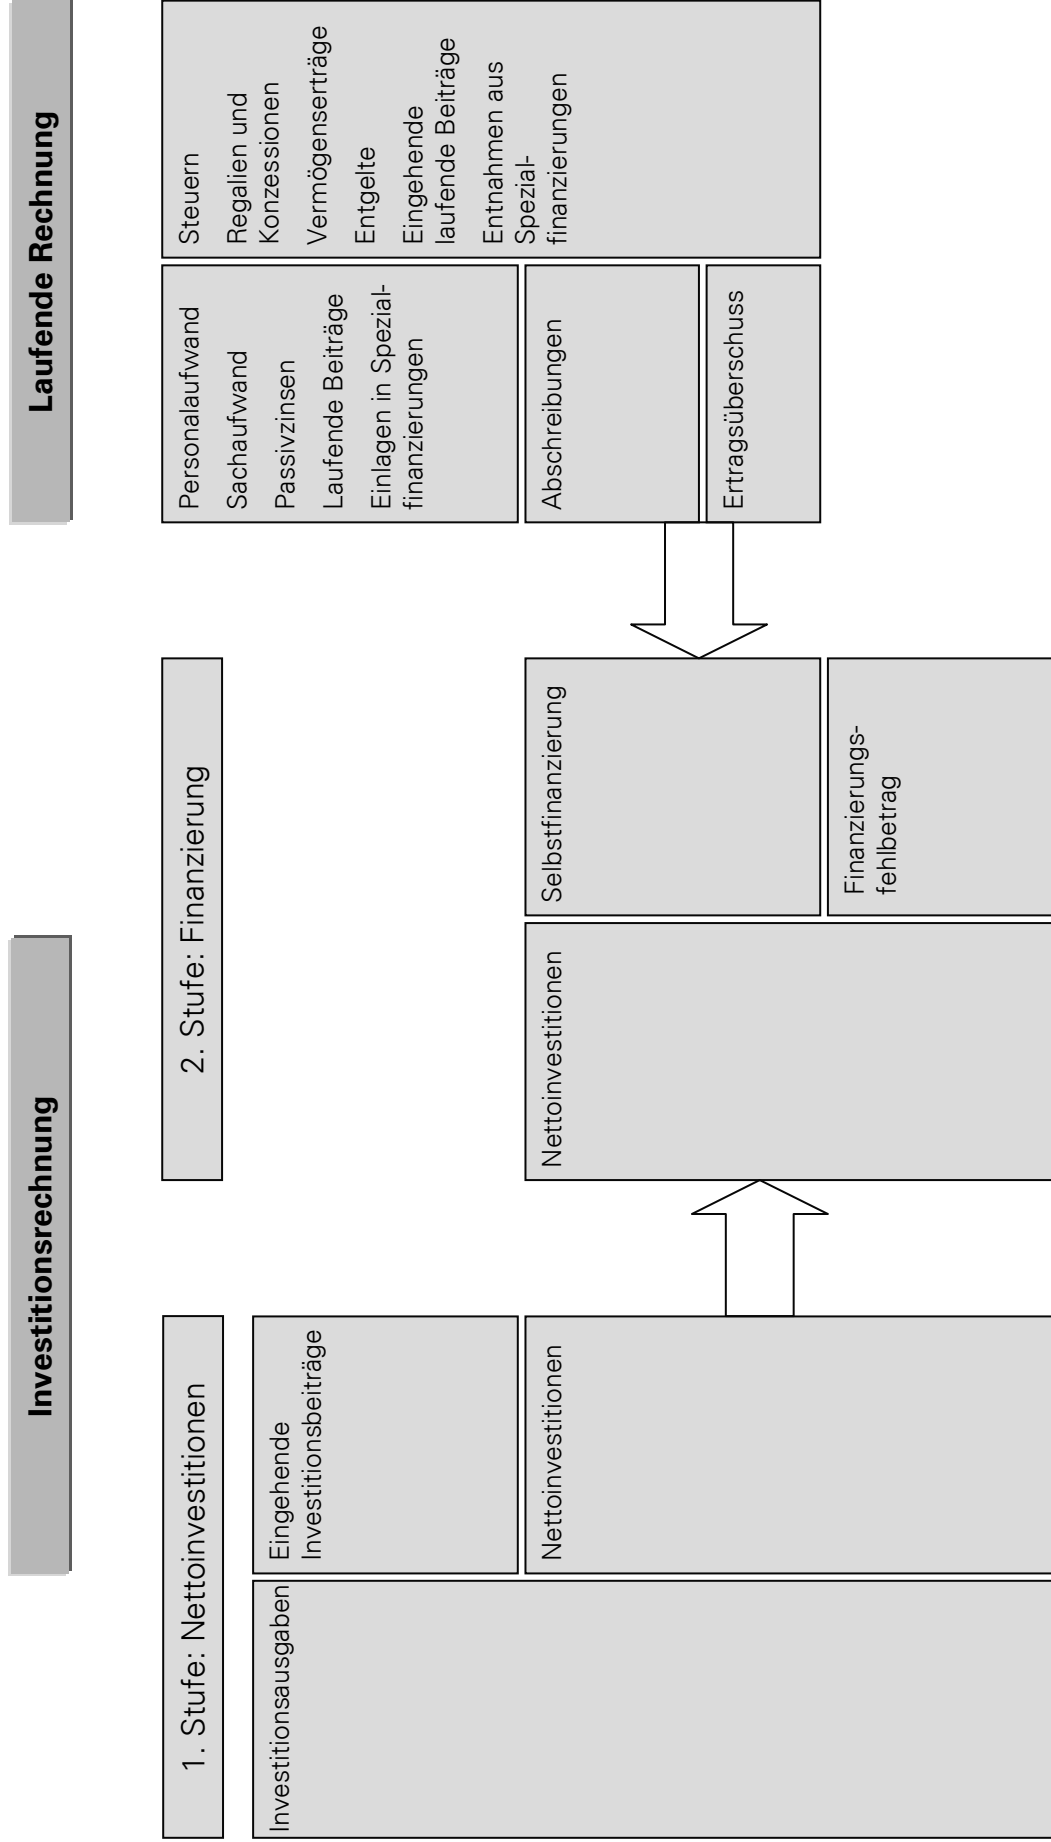 Investitionsrechnung
Laufende Rechnung
1. Stufe: Nettoinvestitionen
2. Stufe: Finanzierung
Investitionsausgaben
Eingehende
Investitionsbeiträge
Nettoinvestitionen
Nettoinvestitionen
Selbstfinanzierung
Finanzierungs-
fehlbetrag
Personalaufwand
Sachaufwand
Passivzinsen
Laufende Beiträge
Einlagen in Spezial-
finanzierungen
Abschreibungen
Ertragsüberschuss
Steuern
Regalien und
Konzessionen
Vermögenserträge
Entgelte
Eingehende
laufende Beiträge
Entnahmen aus
Spezial-
finanzierungen